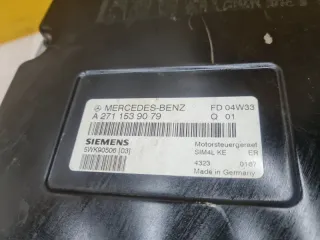 MERCEDES-BENZ FD 04W33
A 271 153 90 79 Q 01
SIEMENS Motorsteuergerät
5WK90506 [03] SIM4L KE ER
4323 0167
Made in Germany